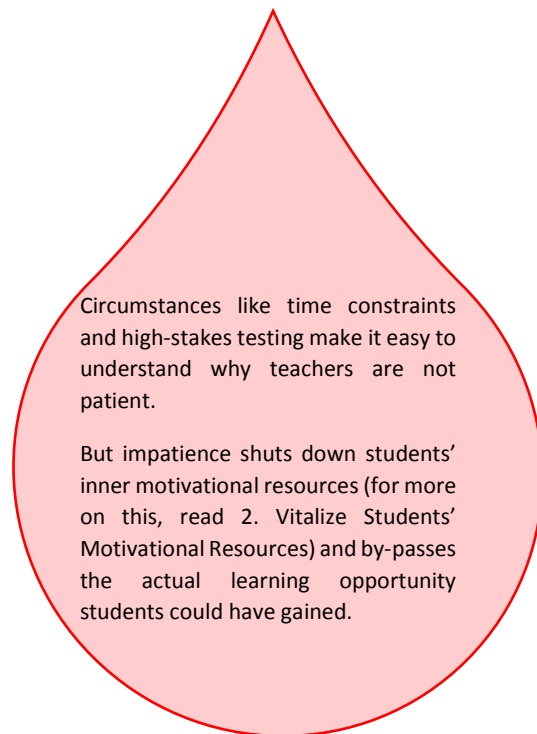 Circumstances like time constraints
and high-stakes testing make it easy to
understand why teachers are not
patient.
But impatience shuts down students’
inner motivational resources (for more
on this, read 2. Vitalize Students’
Motivational Resources) and by-passes
the actual learning opportunity
students could have gained.